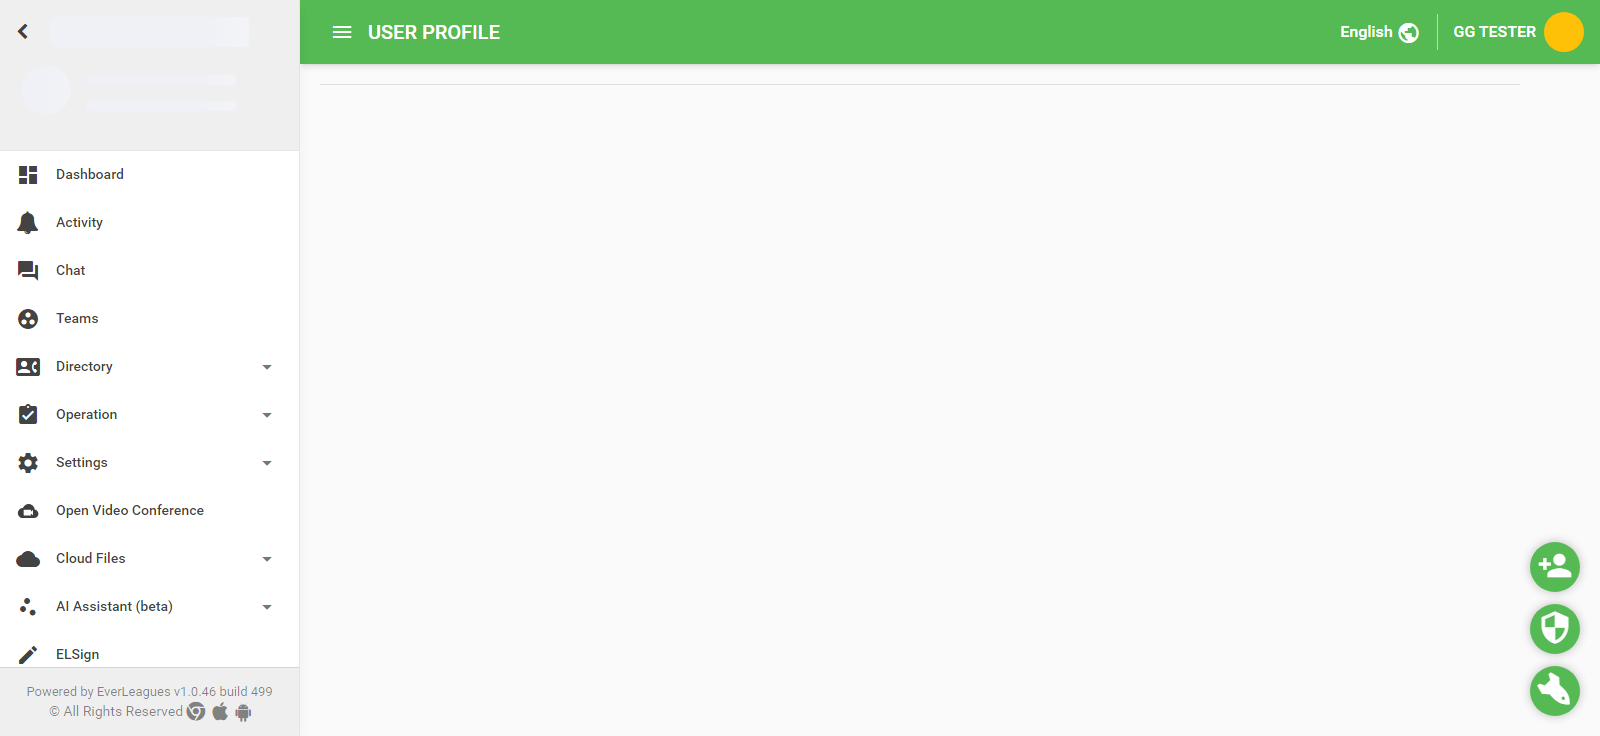 USER PROFILE
English
GG TESTER
Dashboard
Activity
Chat
Teams
Directory
Operation
Settings
Open Video Conference
Cloud Files
AI Assistant (beta)
ELSign
Powered by EverLeagues v1.0.46 build 499
© All Rights Reserved